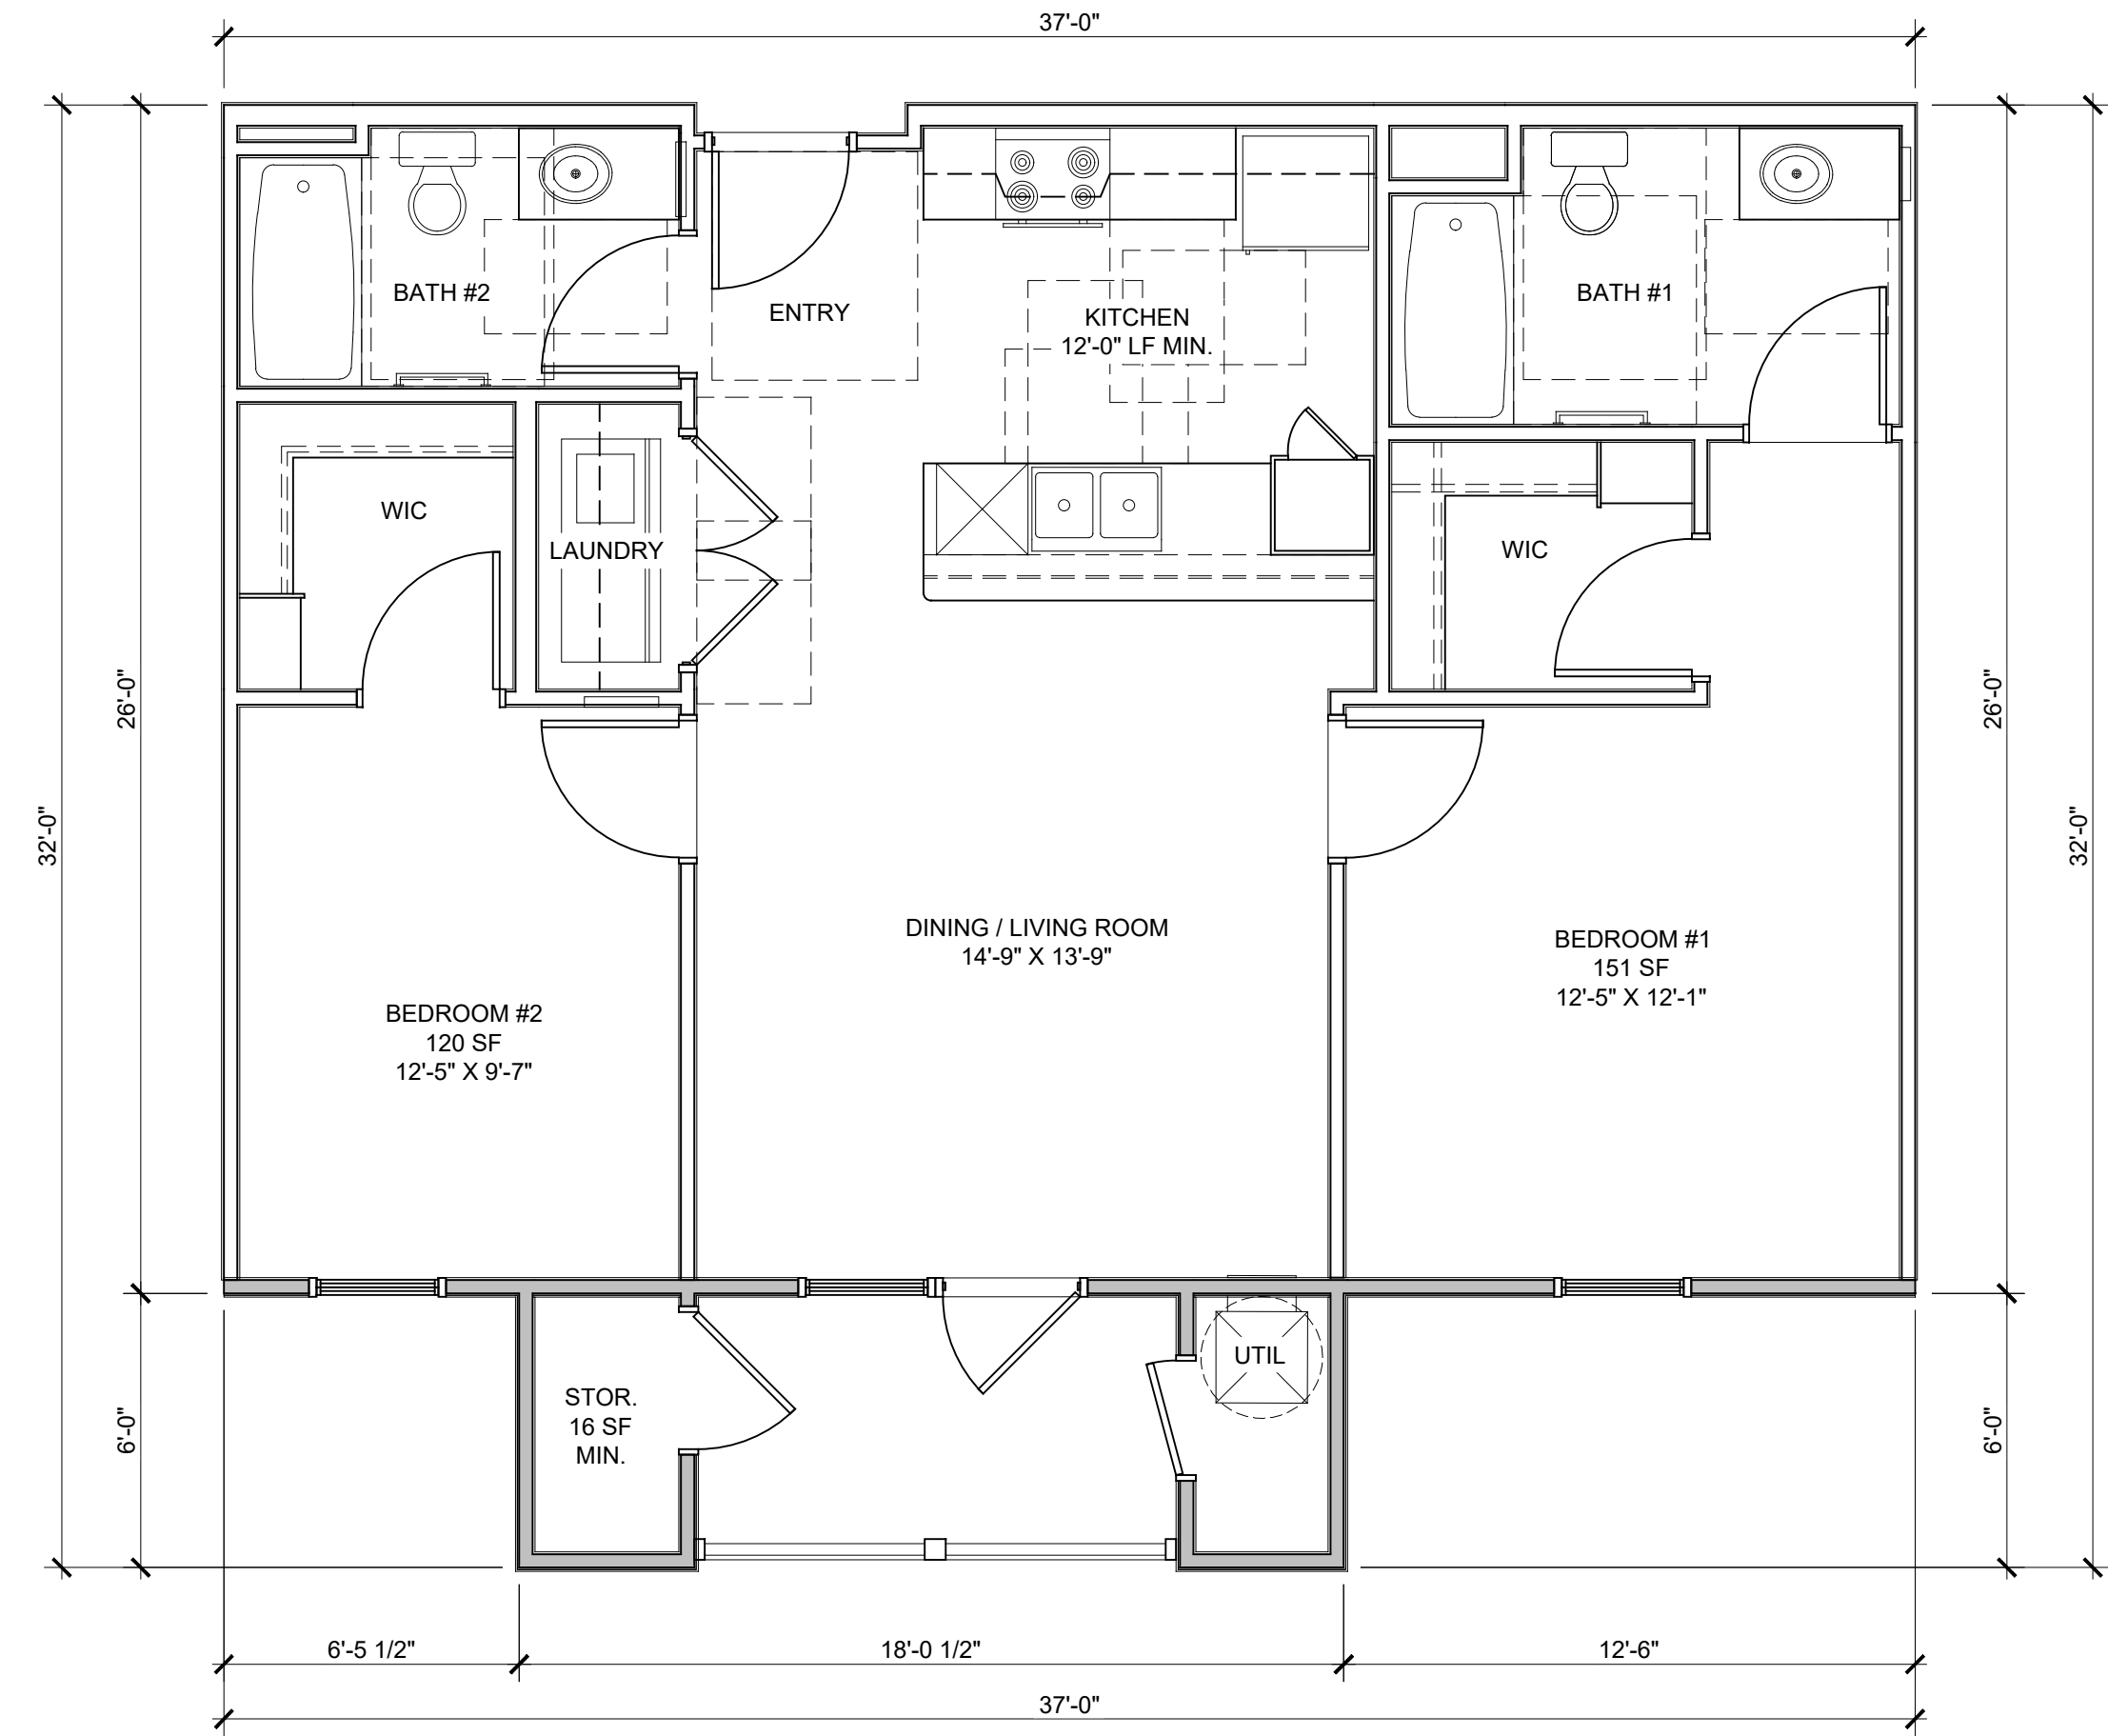 37'-0"
BATH #2
ENTRY
KITCHEN
12'-0" LF MIN.
BATH #1
WIC
LAUNDRY
WIC
26'-0"
26'-0"
32'-0"
32'-0"
DINING / LIVING ROOM
14'-9" X 13'-9"
BEDROOM #1
151 SF
12'-5" X 12'-1"
BEDROOM #2
120 SF
12'-5" X 9'-7"
UTIL
STOR.
16 SF
MIN.
6'-0"
6'-0"
6'-5 1/2"
18'-0 1/2"
12'-6"
37'-0"